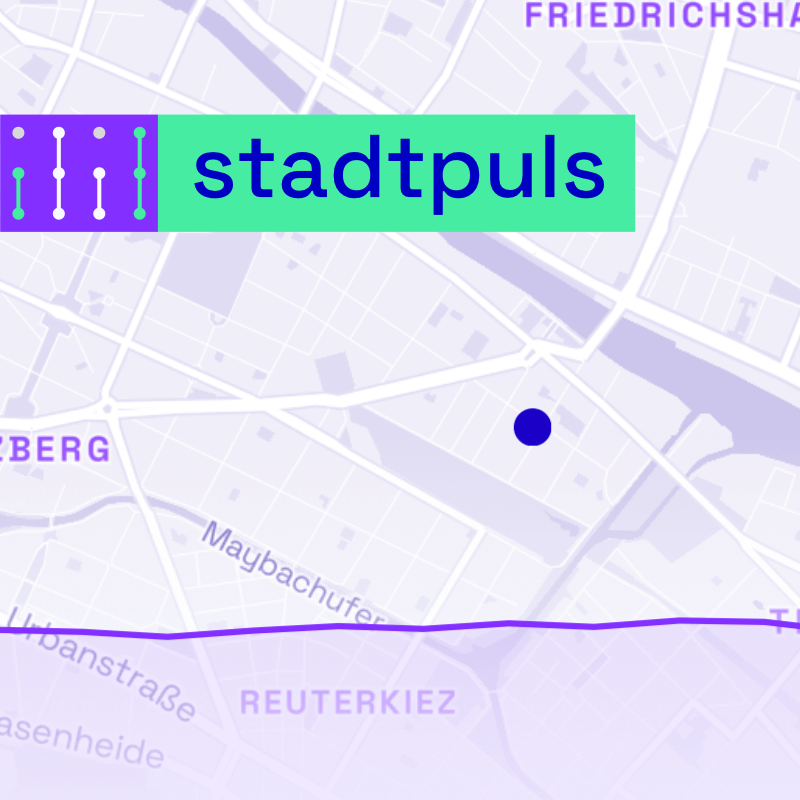 FRIEDRICHSHA
stadtpuls
ZBERG
Maybachufer
Urbanstraße
REUTERKIEZ
asenheide